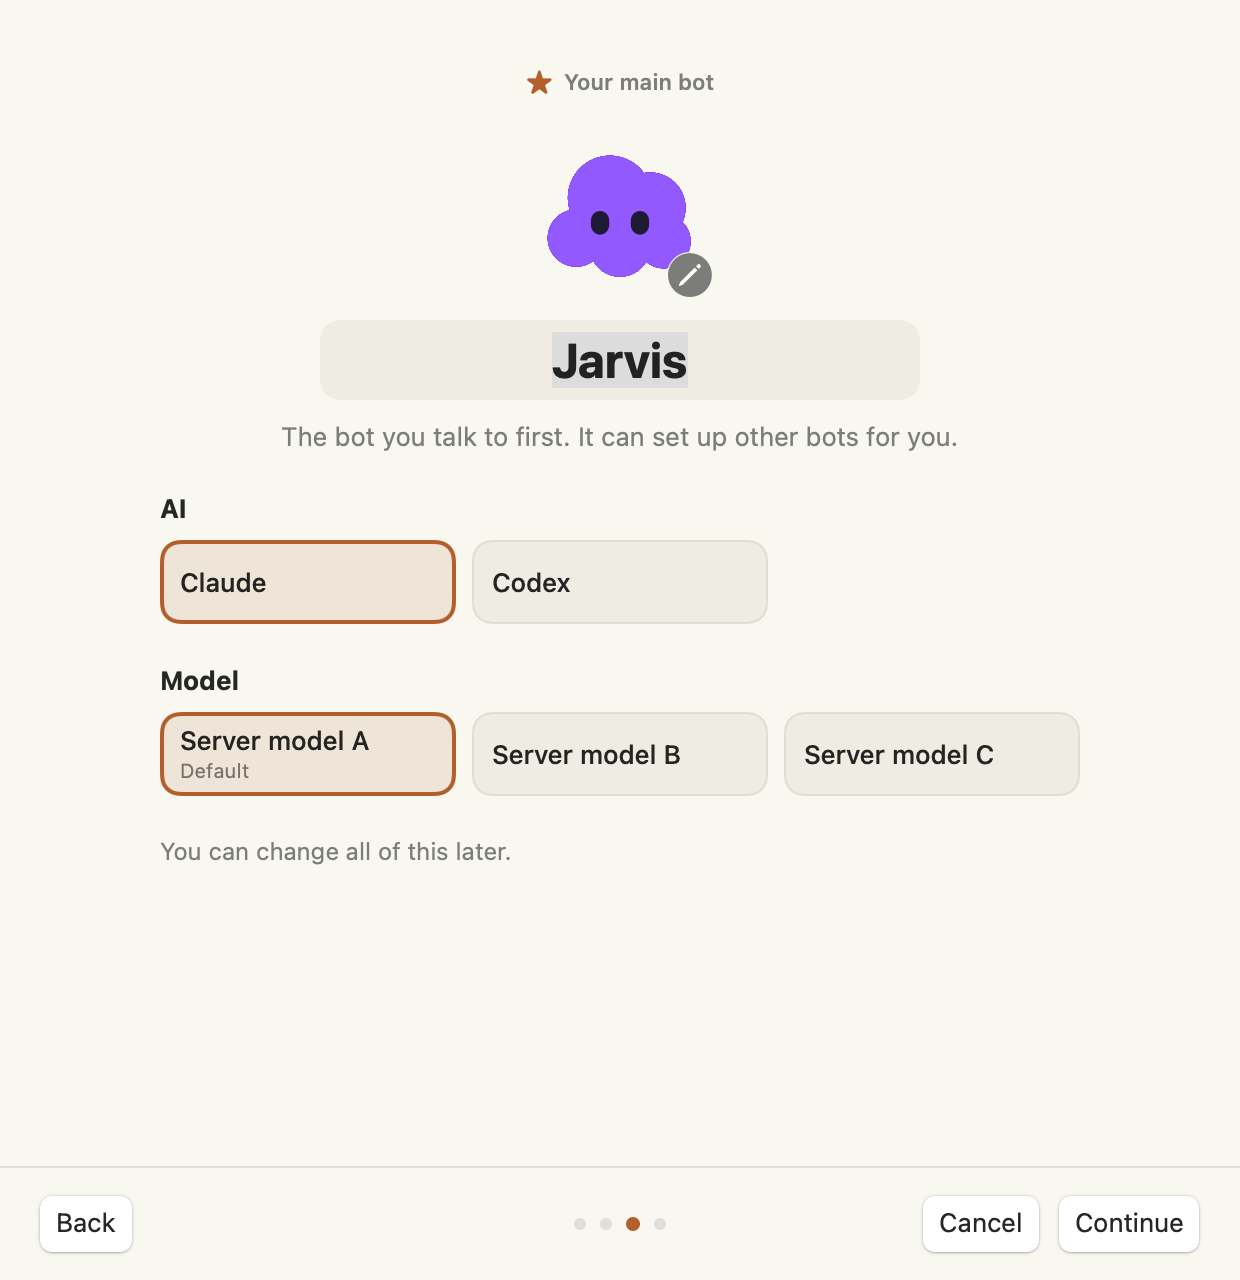 Your main bot
Jarvis
The bot you talk to first. It can set up other bots for you.
AI
Claude
Codex
Model
Server model A
Default
Server model B
Server model C
You can change all of this later.
Back
Cancel
Continue